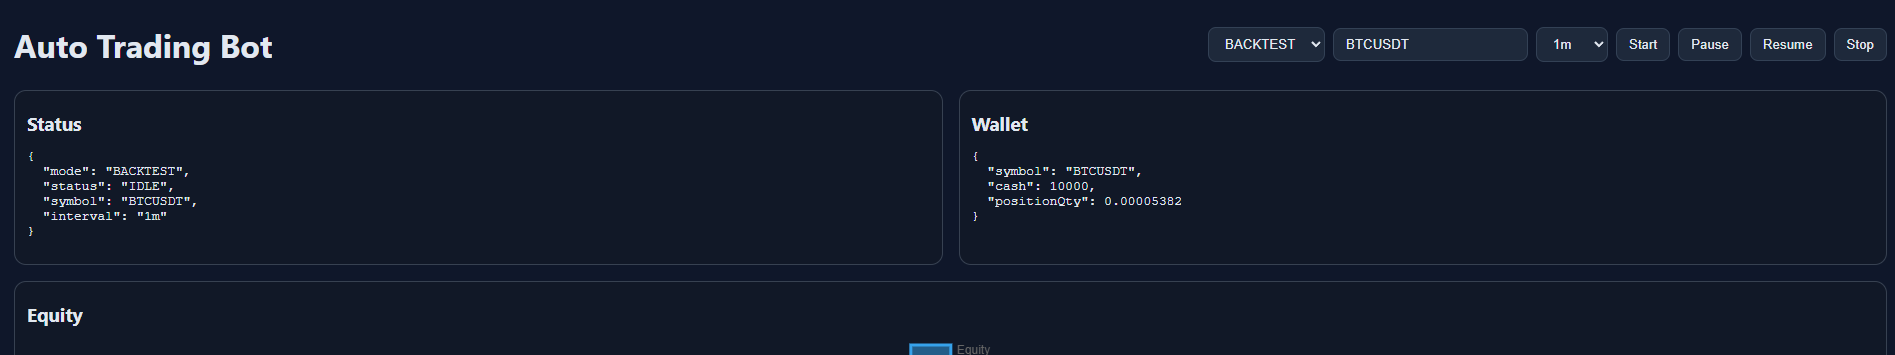 Auto Trading Bot
BACKTEST BTCUSDT 1m Start Pause Resume Stop
Status
{
  "mode": "BACKTEST",
  "status": "IDLE",
  "symbol": "BTCUSDT",
  "interval": "1m"
}
Wallet
{
  "symbol": "BTCUSDT",
  "cash": 10000,
  "positionQty": 0.00005382
}
Equity
Equity